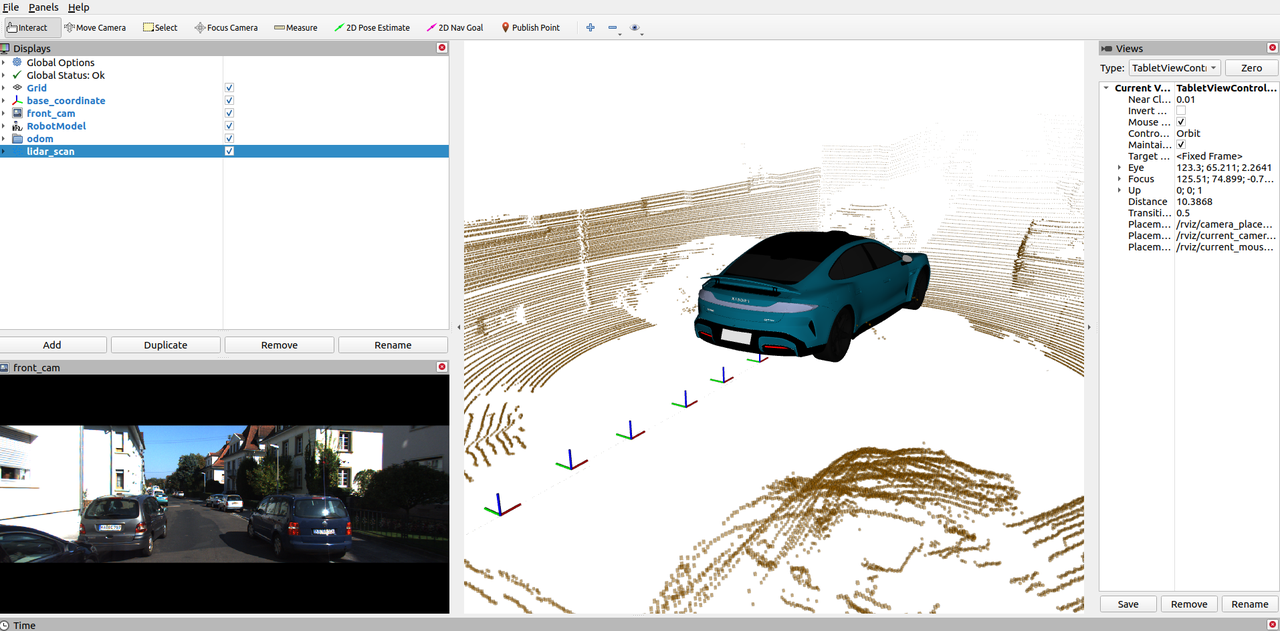 File Panels Help
Interact Move Camera Select Focus Camera Measure 2D Pose Estimate 2D Nav Goal Publish Point
Displays
Global Options
Global Status: Ok
Grid
base_coordinate
front_cam
RobotModel
odom
lidar_scan
Add Duplicate Remove Rename
front_cam
Views
Type: TabletViewContr Zero
Current V... TabletViewControl...
Near Cl... 0.01
Invert ...
Mouse ...
Contro... Orbit
Maintai...
Target ... <Fixed Frame>
Eye 123.3; 65.211; 2.2641
Focus 125.51; 74.899; -0.7...
Up 0; 0; 1
Distance 10.3868
Transiti... 0.5
Placem... /rviz/camera_place...
Placem... /rviz/current_camer...
Placem... /rviz/current_mous...
Save Remove Rename
Time